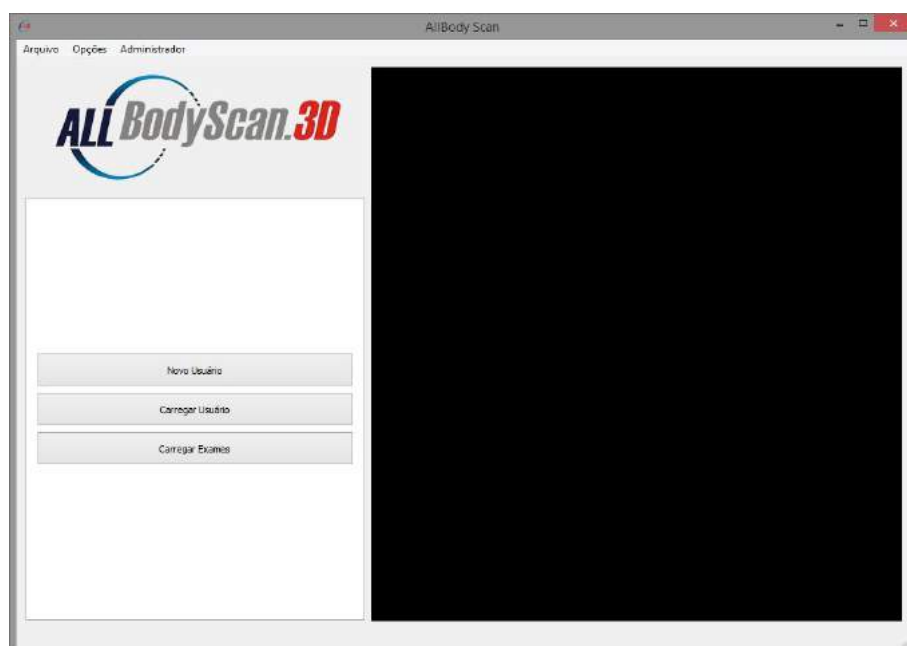 AllBody Scan
Arquivo Opções Administrador
ALL BodyScan.3D
Novo Usuário
Carregar Usuário
Carregar Exames